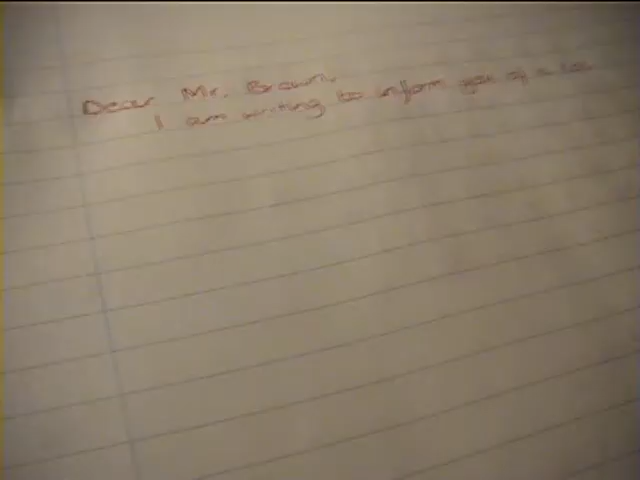 Dear Mr. Brown,
I am writing to inform you of a